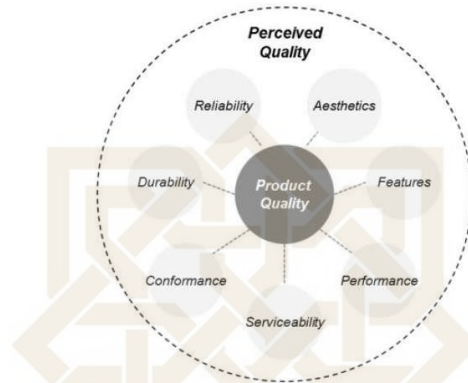 Perceived
Quality
Reliability
Aesthetics
Durability
Product
Quality
Features
Conformance
Performance
Serviceability